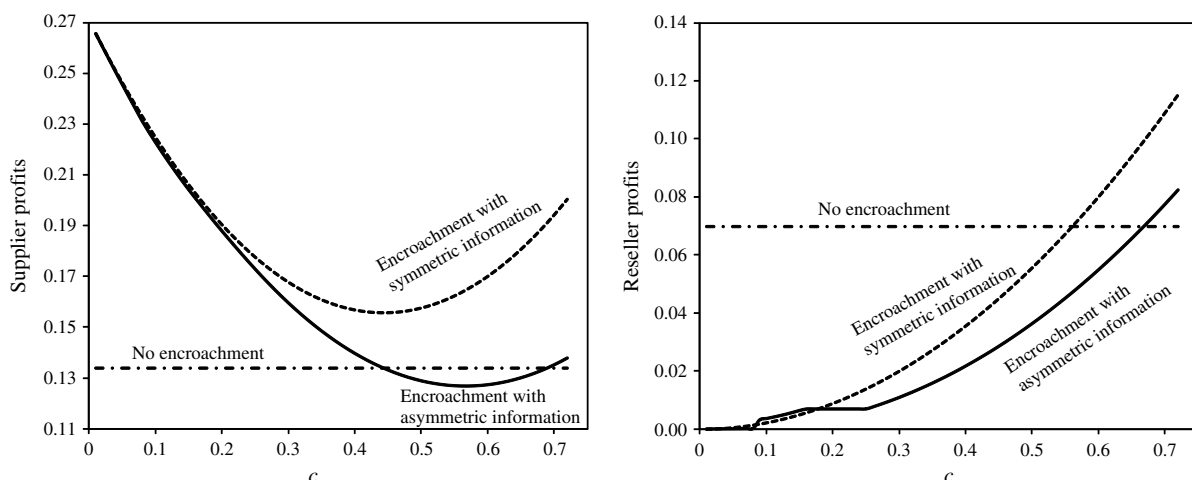 0.27
0.25
0.23
0.21
0.19
0.17
0.15
0.13
0.11
Supplier profits
Encroachment with
symmetric information
No encroachment
Encroachment with
asymmetric information
0 0.1 0.2 0.3 0.4 0.5 0.6 0.7
c
0.14
0.12
0.10
0.08
0.06
0.04
0.02
0.00
Reseller profits
No encroachment
Encroachment with
symmetric information
Encroachment with
asymmetric information
0 0.1 0.2 0.3 0.4 0.5 0.6 0.7
c